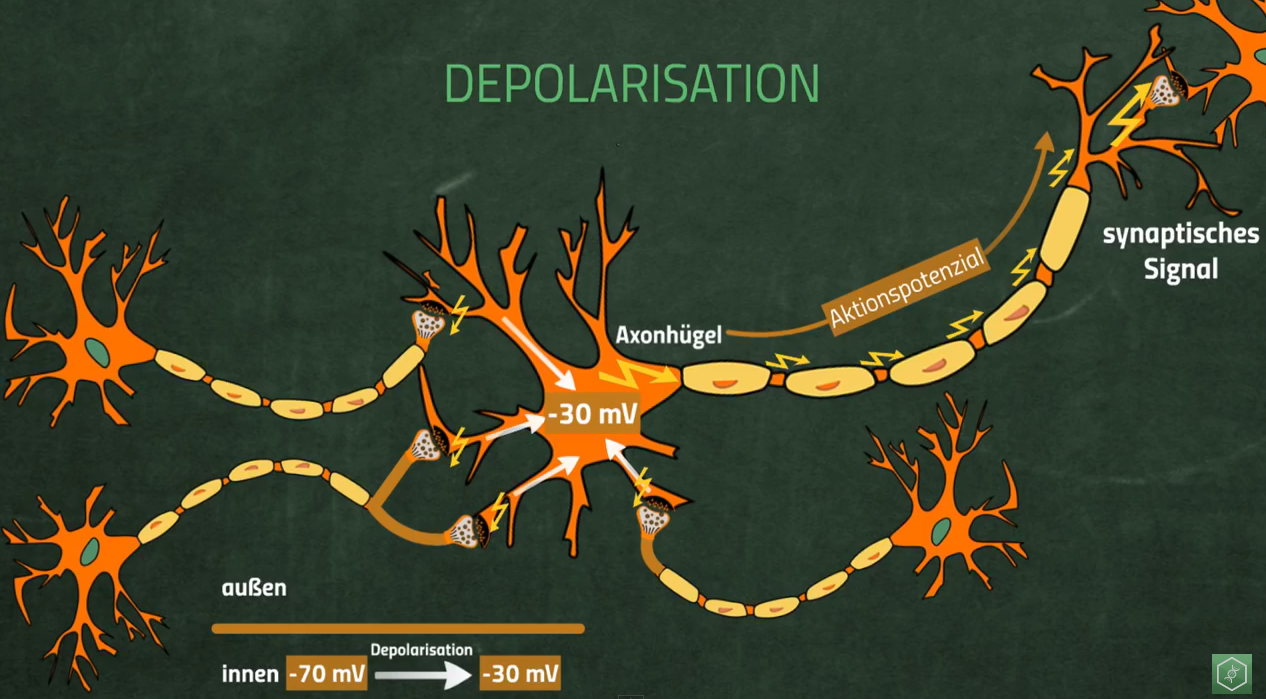 DEPOLARISATION
synaptisches
Signal
Aktionspotenzial
Axonhügel
-30 mV
außen
Depolarisation
innen -70 mV -30 mV